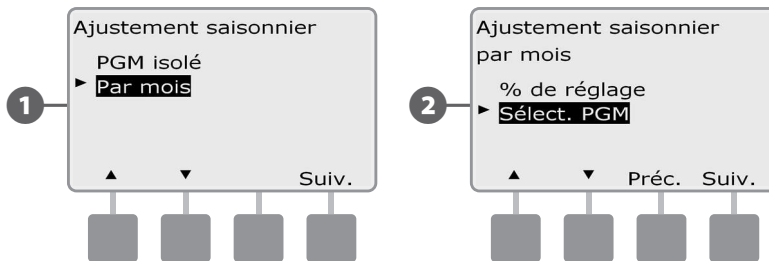 Ajustement saisonnier
PGM isolé
► Par mois
1
▲ ▼ Suiv.
Ajustement saisonnier
par mois
% de réglage
► Sélect. PGM
2
▲ ▼ Préc. Suiv.